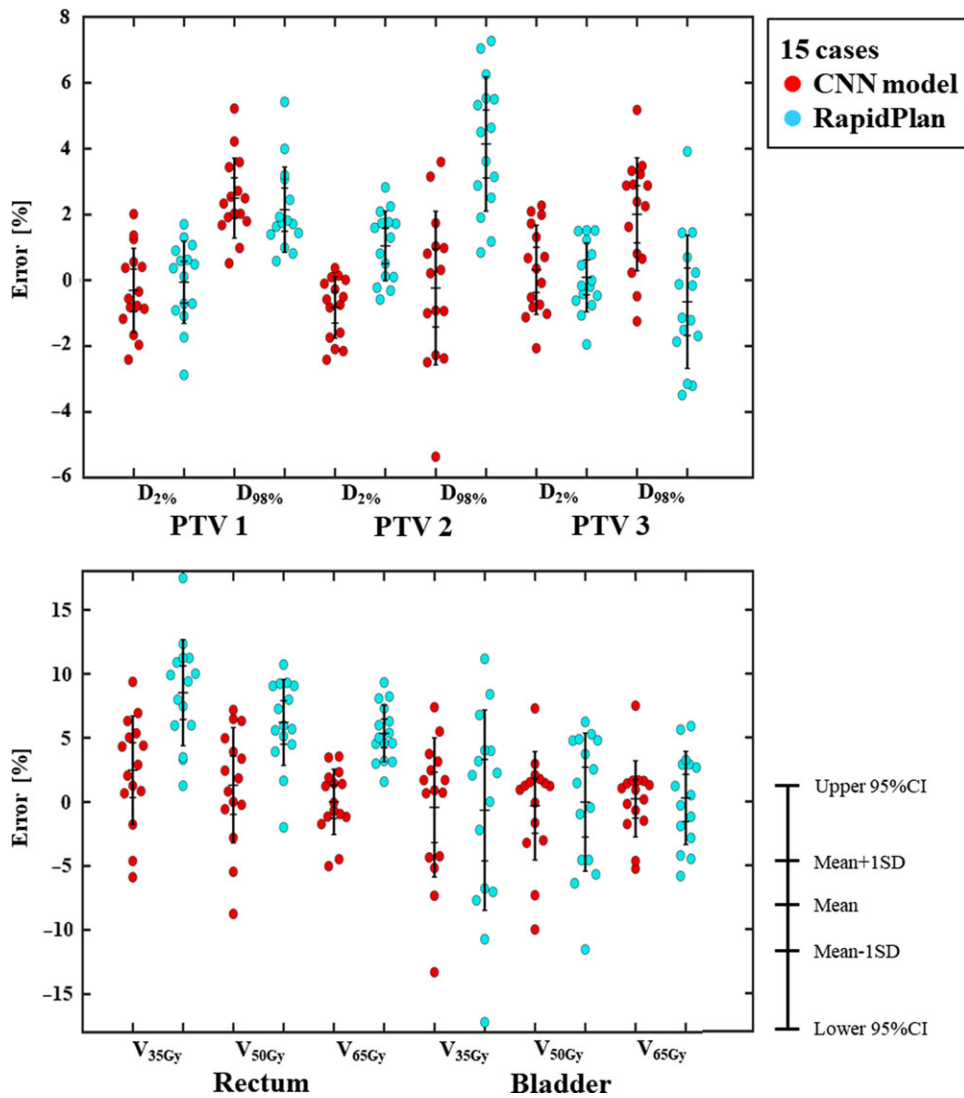 8
6
4
2
0
−2
−4
−6
Error [%]
D2% D98% D2% D98% D2% D98%
PTV 1 PTV 2 PTV 3
15 cases
CNN model
RapidPlan
15
10
5
0
−5
−10
−15
Error [%]
V35Gy V50Gy V65Gy V35Gy V50Gy V65Gy
Rectum Bladder
Upper 95%CI
Mean+1SD
Mean
Mean-1SD
Lower 95%CI